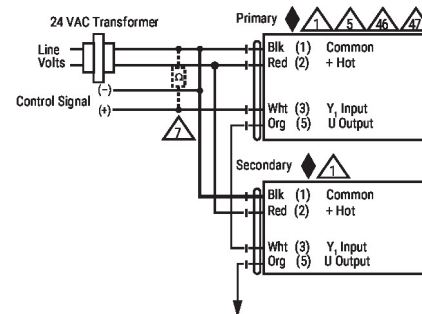 24 VAC Transformer
Primary
1
5
46
47
Line
Volts
Blk (1) Common
Red (2) + Hot
Ω
Control Signal
(–)
(+)
Wht (3) Y1 Input
Org (5) U Output
7
Secondary
1
Blk (1) Common
Red (2) + Hot
Wht (3) Y1 Input
Org (5) U Output